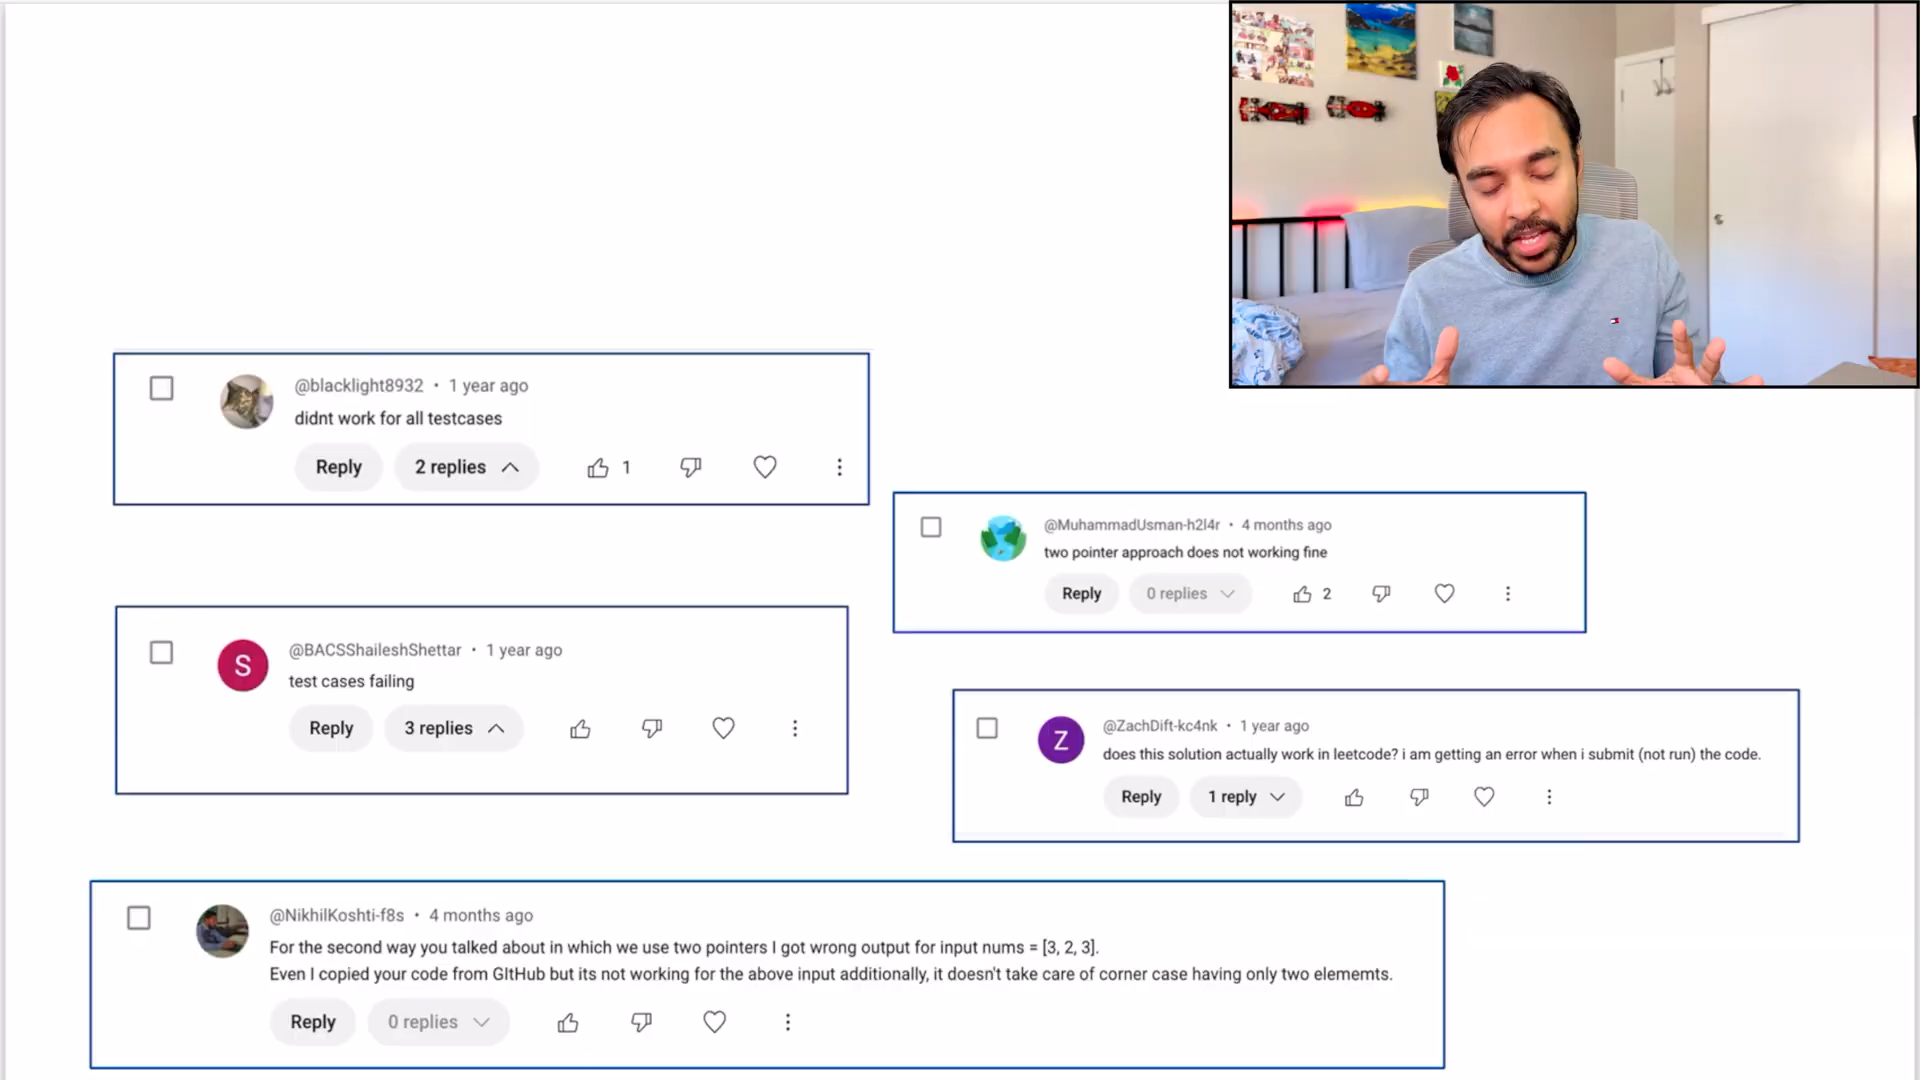 @blacklight8932 • 1 year ago
didnt work for all testcases
Reply 2 replies 1
@MuhammadUsman-h2l4r • 4 months ago
two pointer approach does not working fine
Reply 0 replies 2
S
@BACSShaileshShettar • 1 year ago
test cases failing
Reply 3 replies
Z
@ZachDift-kc4nk • 1 year ago
does this solution actually work in leetcode? i am getting an error when i submit (not run) the code.
Reply 1 reply
@NikhilKoshti-f8s • 4 months ago
For the second way you talked about in which we use two pointers I got wrong output for input nums = [3, 2, 3].
Even I copied your code from GItHub but its not working for the above input additionally, it doesn't take care of corner case having only two elememts.
Reply 0 replies